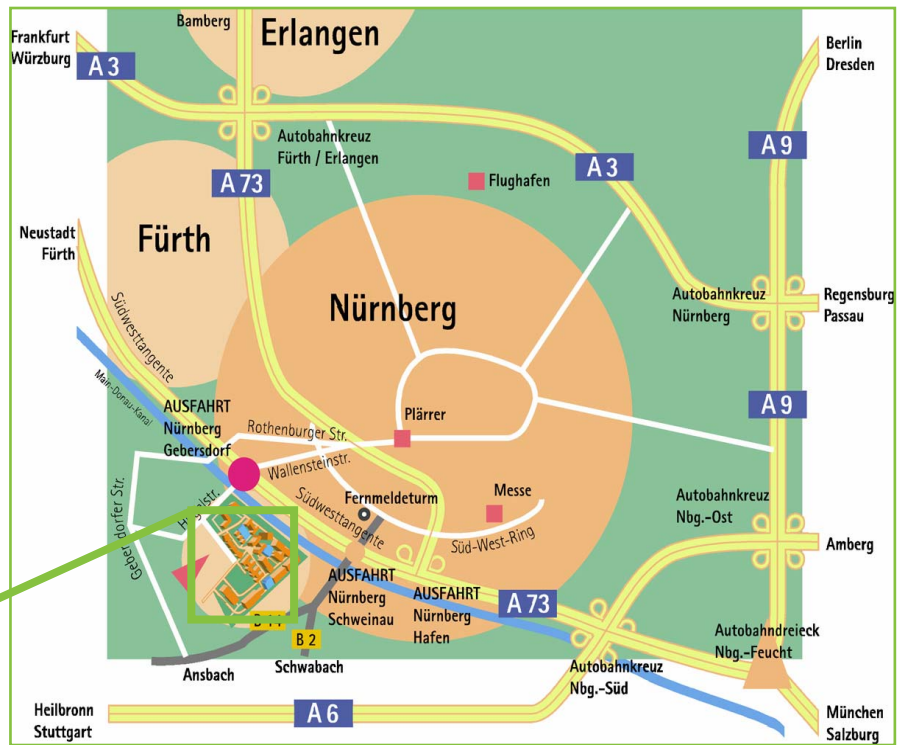 Bamberg
Erlangen
Frankfurt
Würzburg
A 3
Berlin
Dresden
Autobahnkreuz
Fürth / Erlangen
A 9
A 3
A 73
Flughafen
Neustadt
Fürth
Fürth
Nürnberg
Autobahnkreuz
Nürnberg
Regensburg
Passau
Südwesttangente
Main-Donau-Kanal
AUSFAHRT
Nürnberg
Gebersdorf
Rothenburger Str.
Plärrer
A 9
Wallensteinstr.
Südwesttangente
Fernmeldeturm
Messe
Süd-West-Ring
Autobahnkreuz
Nbg.-Ost
Amberg
Gebersdorfer Str.
AUSFAHRT
Nürnberg
Schweinau
AUSFAHRT
Nürnberg
Hafen
A 73
B 14
B 2
Ansbach
Schwabach
Autobahnkreuz
Nbg.-Süd
Autobahndreieck
Nbg.-Feucht
Heilbronn
Stuttgart
A 6
München
Salzburg